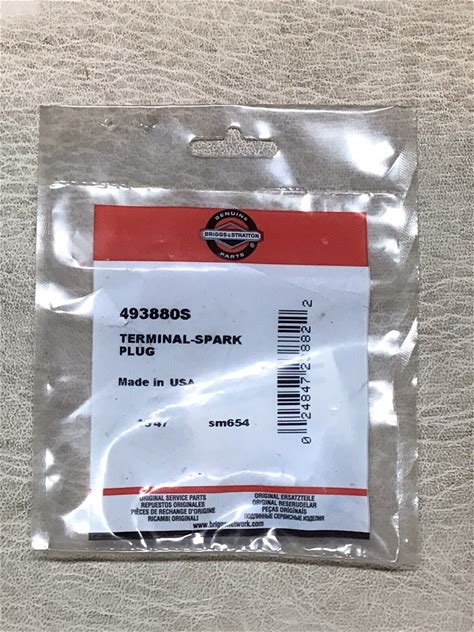 GENUINE
BRIGGS&STRATTON
PARTS
®
493880S
TERMINAL-SPARK
PLUG
Made in USA
sm654
ORIGINAL SERVICE PARTS
REPUESTOS ORIGINALES
PIÈCES DE RECHANGE D'ORIGINE
RICAMBI ORIGINALI
ORIGINAL ERSATZTEILE
ORIGINAL RESERUDELAR
PEÇAS ORIGINAIS
ПОДЛИННЫЕ СЕРВИСНЫЕ ИЗДЕЛИЯ